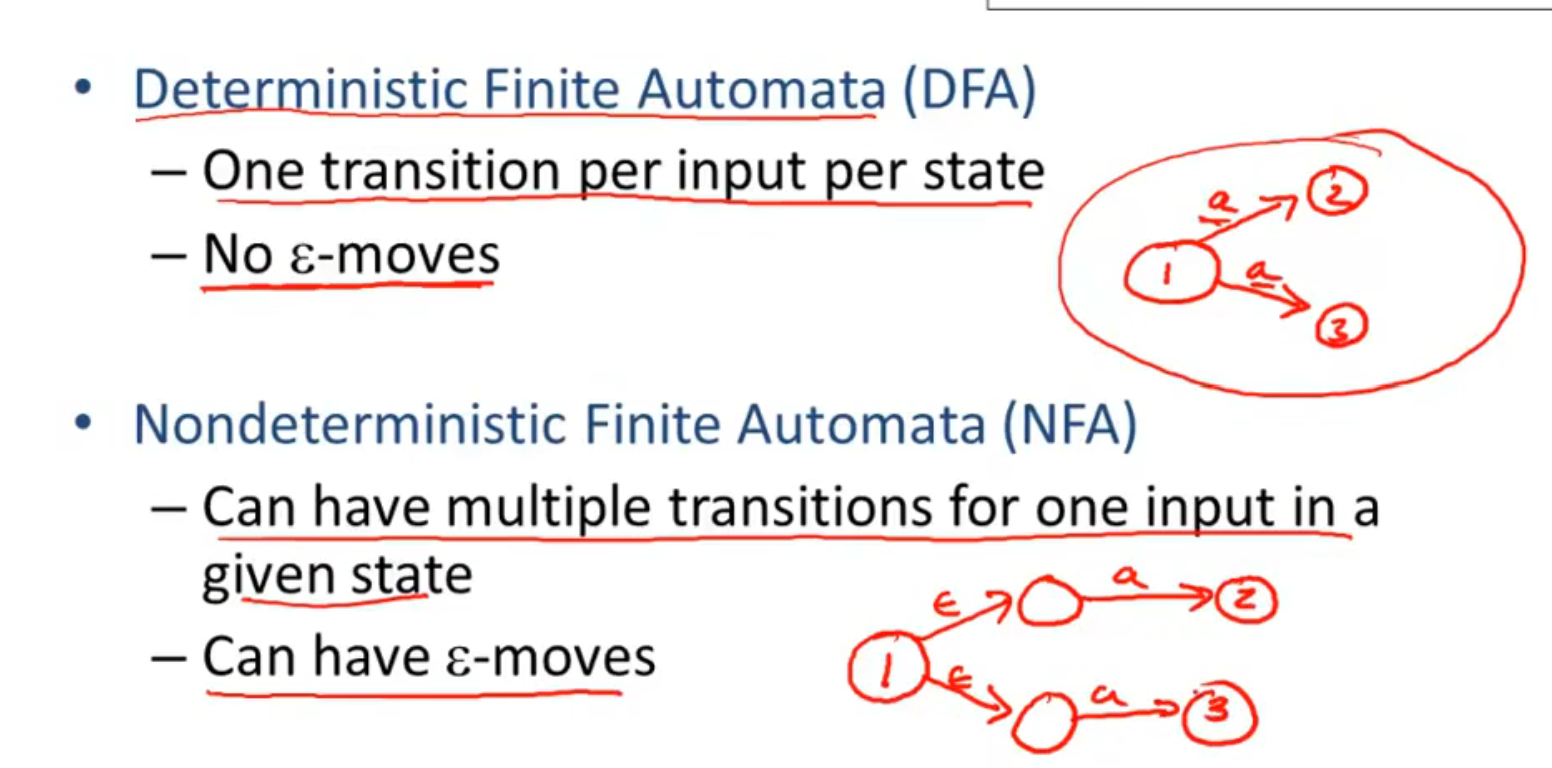 • Deterministic Finite Automata (DFA)
– One transition per input per state
– No ε-moves
a
2
1
a
3
• Nondeterministic Finite Automata (NFA)
– Can have multiple transitions for one input in a
given state
– Can have ε-moves
ε
a
2
1
ε
a
3